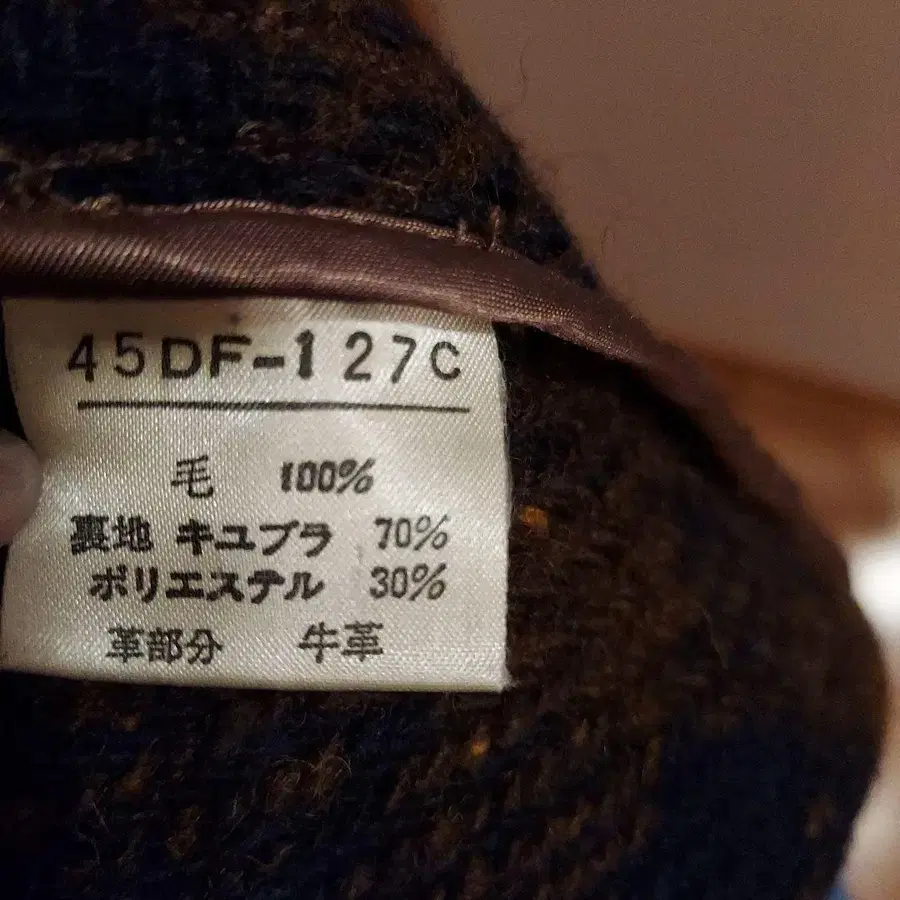 45DF-127C
毛 100%
裏地 キユプラ 70%
ポリエステル 30%
革部分 牛革